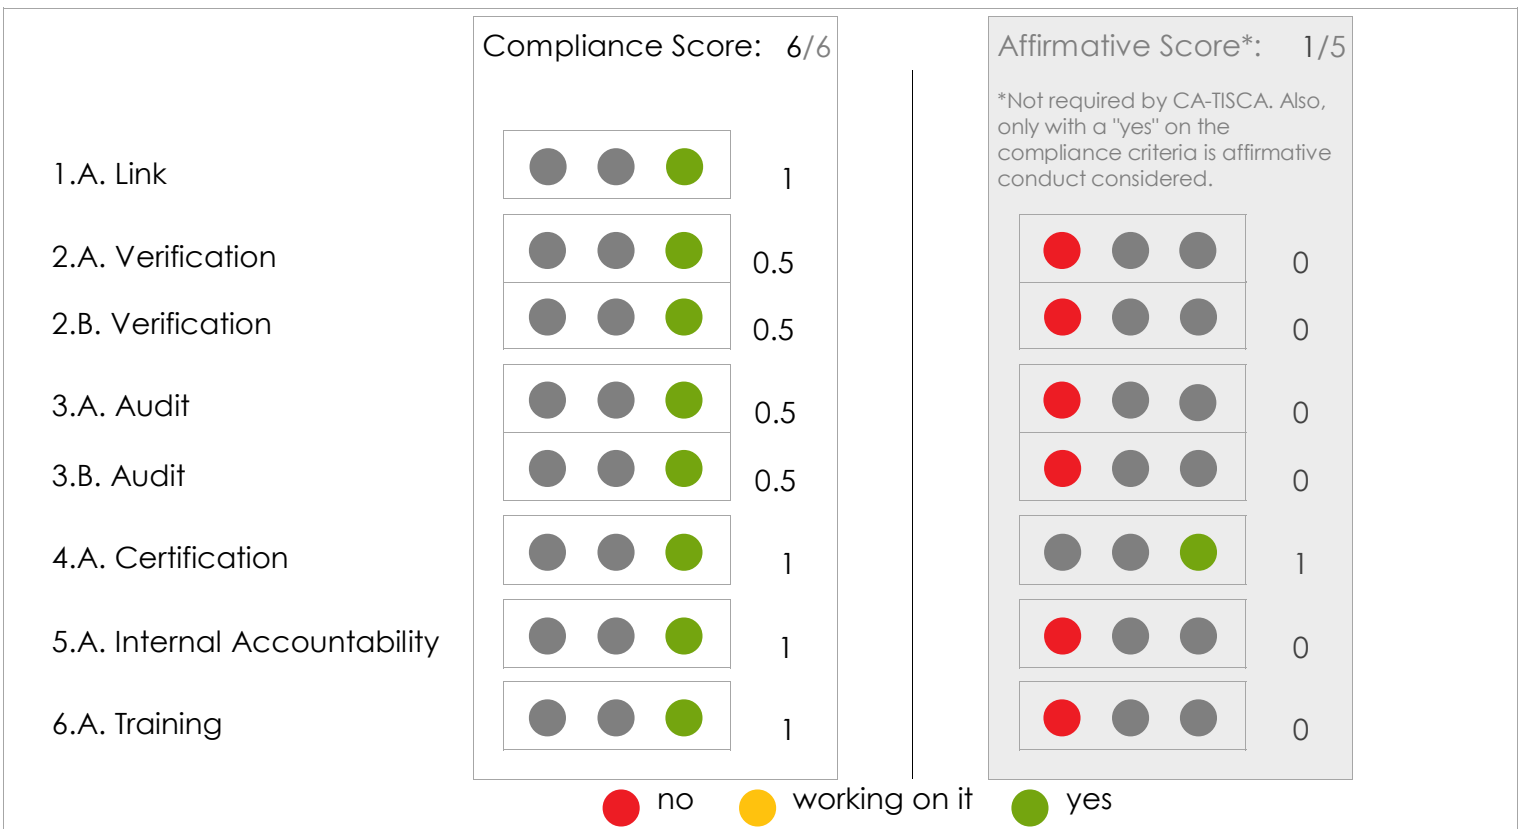 Compliance Score: 6/6
Affirmative Score*: 1/5
*Not required by CA-TISCA. Also,
only with a "yes" on the
compliance criteria is affirmative
conduct considered.
1.A. Link 1
2.A. Verification 0.5 0
2.B. Verification 0.5 0
3.A. Audit 0.5 0
3.B. Audit 0.5 0
4.A. Certification 1 1
5.A. Internal Accountability 1 0
6.A. Training 1 0
no working on it yes